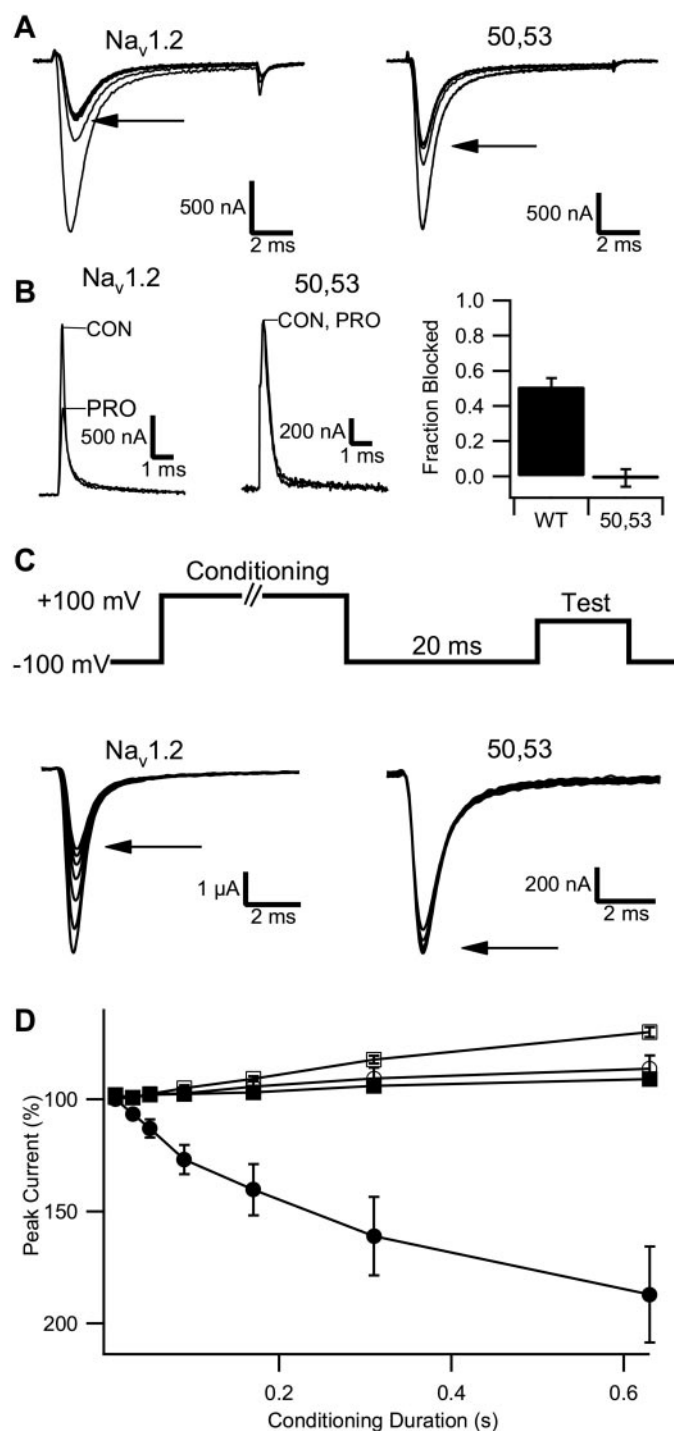 A
Nav1.2
50,53
500 nA
2 ms
500 nA
2 ms
B
Nav1.2
50,53
CON
PRO
500 nA
1 ms
CON, PRO
200 nA
1 ms
Fraction Blocked
1.0
0.8
0.6
0.4
0.2
0.0
WT
50,53
C
Conditioning
+100 mV
-100 mV
20 ms
Test
Nav1.2
50,53
1 µA
2 ms
200 nA
2 ms
D
Peak Current (%)
100
150
200
0.2
0.4
0.6
Conditioning Duration (s)